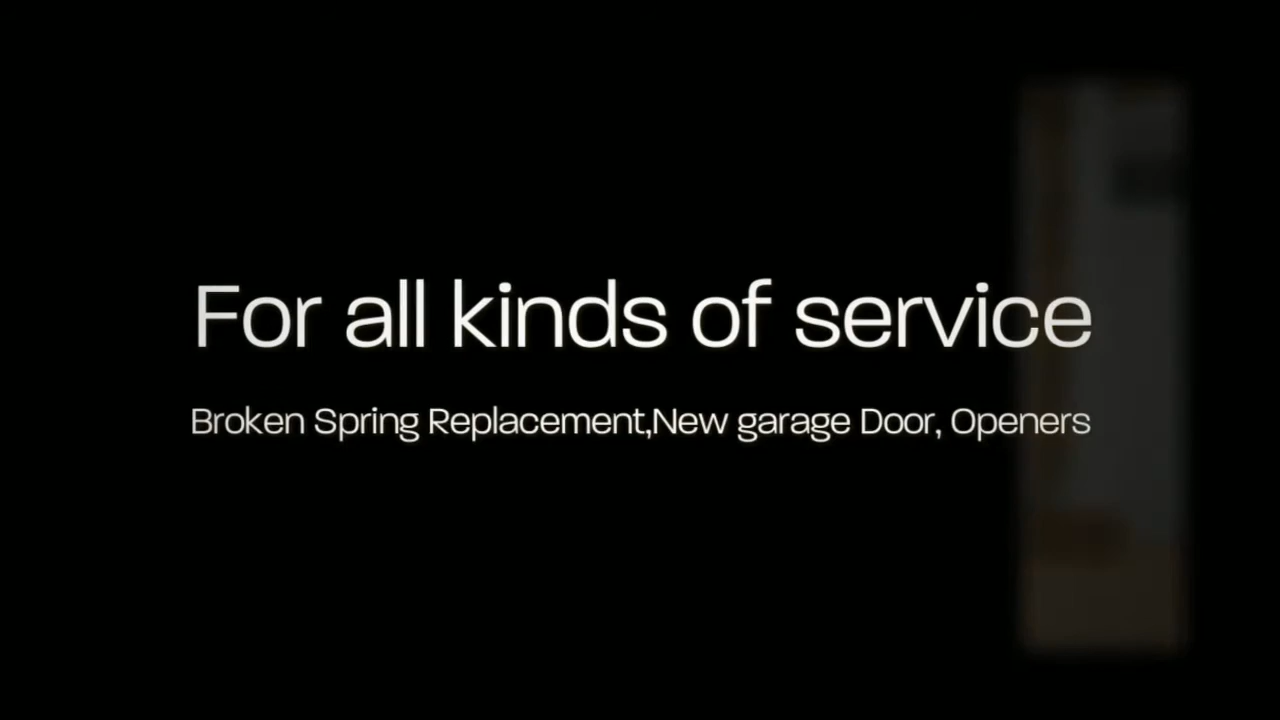 For all kinds of service
Broken Spring Replacement,New garage Door, Openers